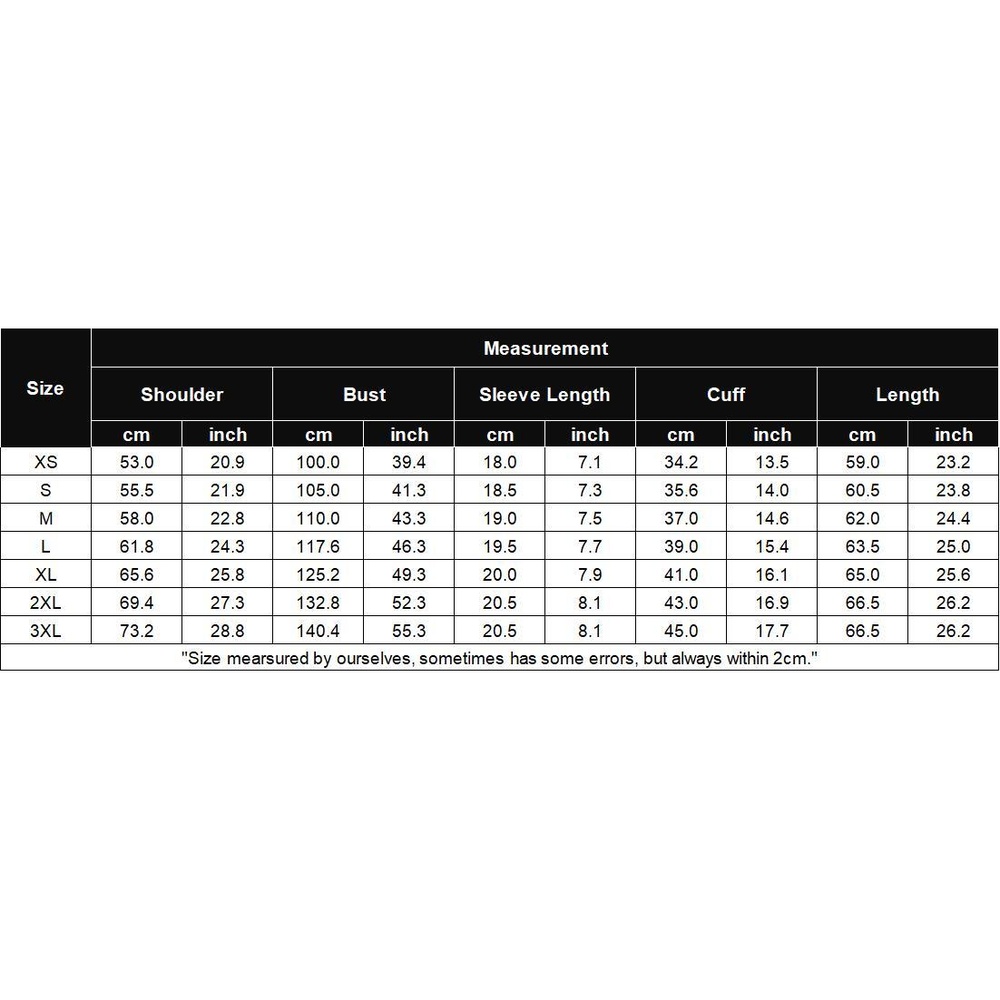 Measurement
Size
Shoulder Bust Sleeve Length Cuff Length
cm inch cm inch cm inch cm inch cm inch
XS 53.0 20.9 100.0 39.4 18.0 7.1 34.2 13.5 59.0 23.2
S 55.5 21.9 105.0 41.3 18.5 7.3 35.6 14.0 60.5 23.8
M 58.0 22.8 110.0 43.3 19.0 7.5 37.0 14.6 62.0 24.4
L 61.8 24.3 117.6 46.3 19.5 7.7 39.0 15.4 63.5 25.0
XL 65.6 25.8 125.2 49.3 20.0 7.9 41.0 16.1 65.0 25.6
2XL 69.4 27.3 132.8 52.3 20.5 8.1 43.0 16.9 66.5 26.2
3XL 73.2 28.8 140.4 55.3 20.5 8.1 45.0 17.7 66.5 26.2
"Size mearsured by ourselves, sometimes has some errors, but always within 2cm."